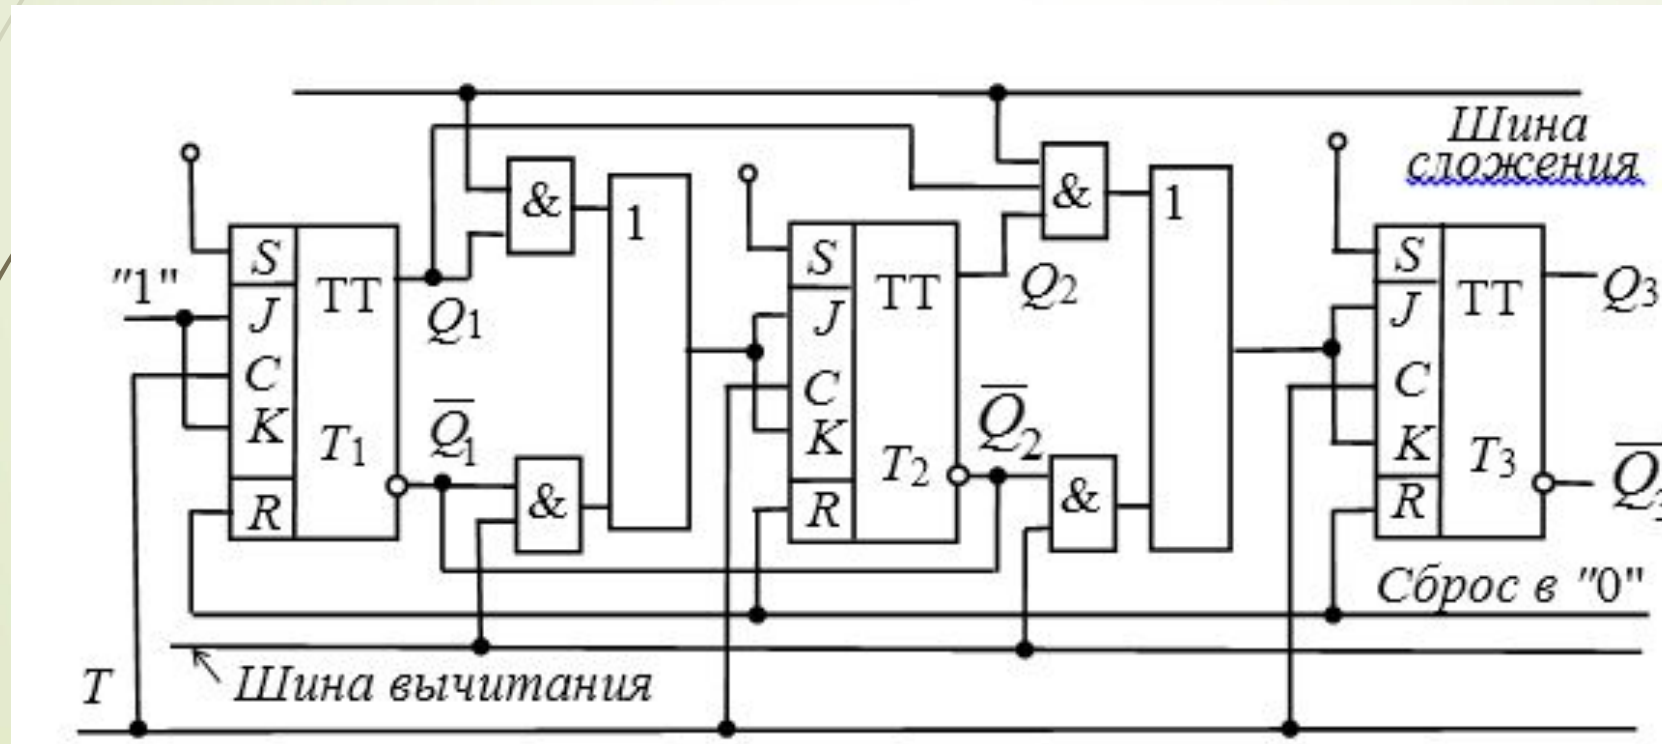 Шина
сложения
"1"
S
J
C
K
R
TT
T1
Q1
Q̅1
&
&
1
S
J
C
K
R
TT
T2
Q2
Q̅2
&
&
1
S
J
C
K
R
TT
T3
Q3
Q̅3
Сброс в "0"
Шина вычитания
T